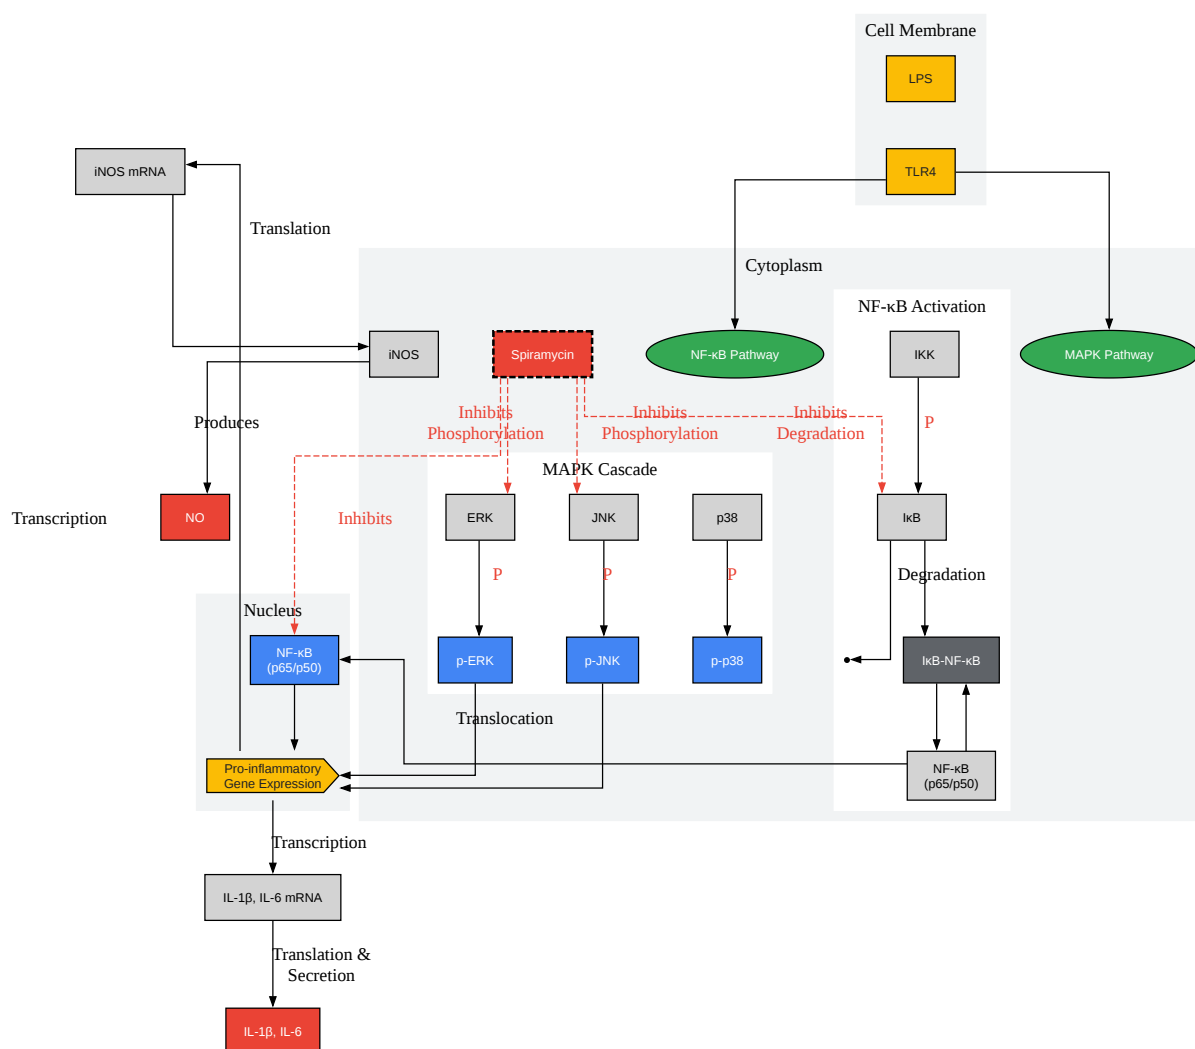 Cell Membrane
LPS
TLR4
iNOS mRNA
Translation
Cytoplasm
NF-κB Activation
iNOS
Spiramycin
NF-κB Pathway
IKK
MAPK Pathway
Produces
Inhibits
Phosphorylation
Inhibits
Phosphorylation
Inhibits
Degradation
P
MAPK Cascade
Transcription
NO
Inhibits
ERK
JNK
p38
IκB
P
P
P
Degradation
Nucleus
NF-κB
(p65/p50)
p-ERK
p-JNK
p-p38
IκB-NF-κB
Translocation
Pro-inflammatory
Gene Expression
NF-κB
(p65/p50)
Transcription
IL-1β, IL-6 mRNA
Translation &
Secretion
IL-1β, IL-6